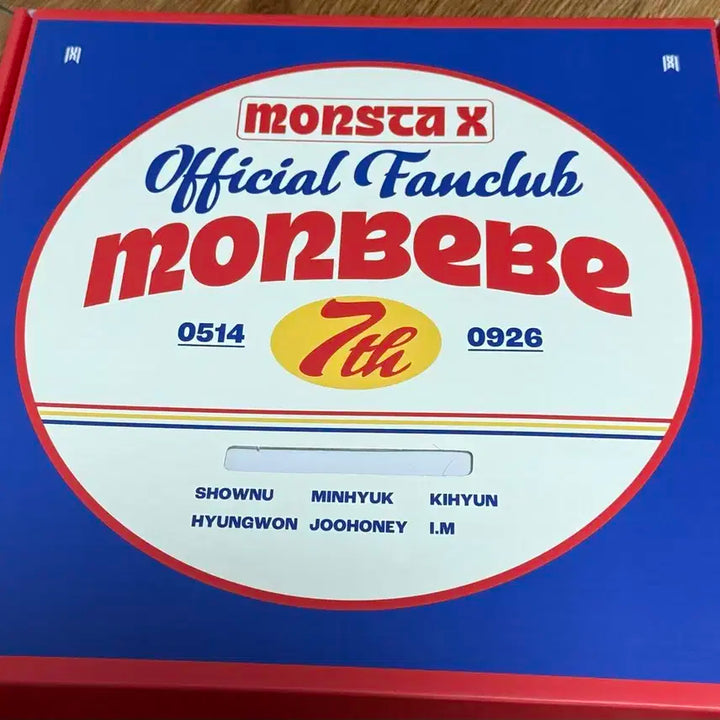 MONSTA X
Official Fanclub
MONBEBE
0514 7th 0926
SHOWNU MINHYUK KIHYUN
HYUNGWON JOOHONEY I.M